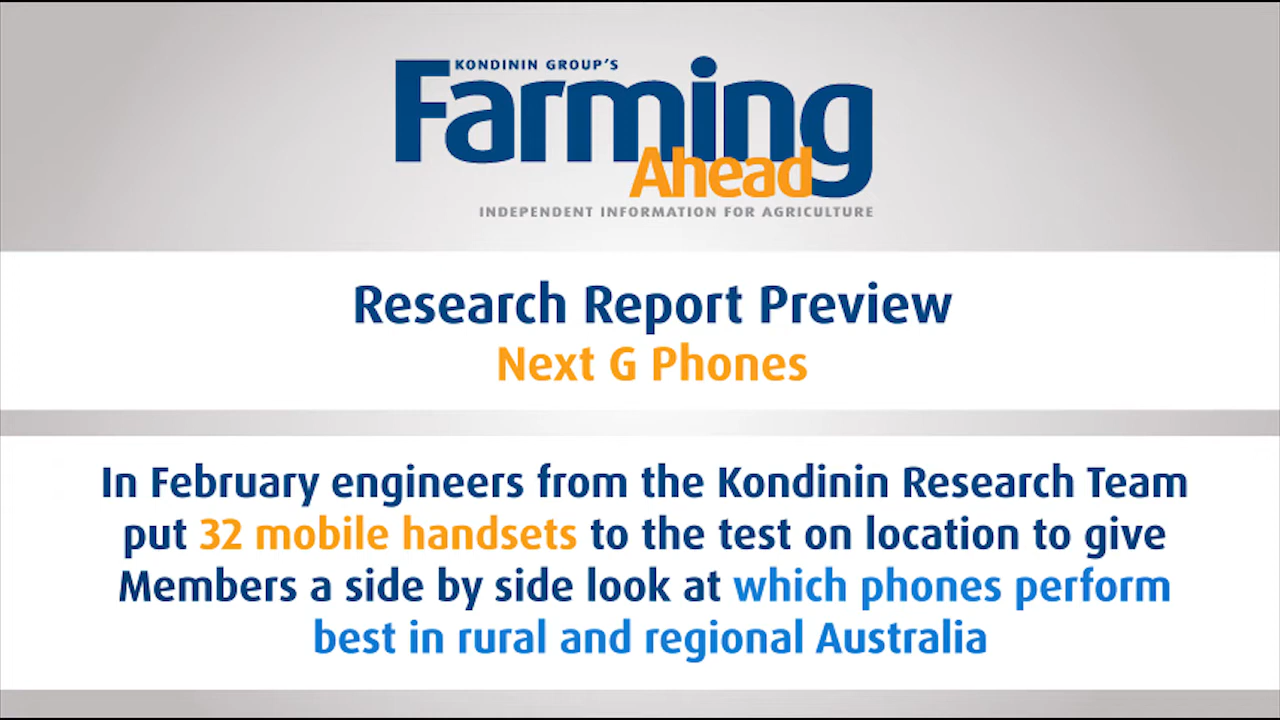 KONDININ GROUP'S
Farming
Ahead
INDEPENDENT INFORMATION FOR AGRICULTURE
Research Report Preview
Next G Phones
In February engineers from the Kondinin Research Team
put 32 mobile handsets to the test on location to give
Members a side by side look at which phones perform
best in rural and regional Australia